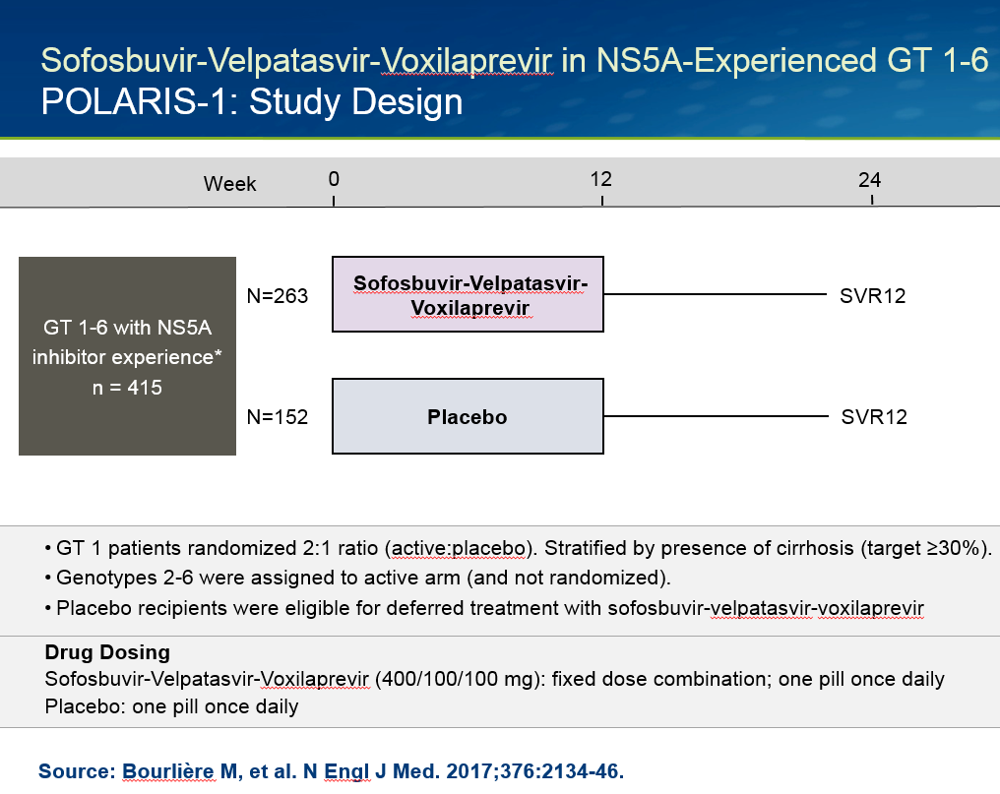 Sofosbuvir-Velpatasvir-Voxilaprevir in NS5A-Experienced GT 1-6
POLARIS-1: Study Design
Week 0 12 24
GT 1-6 with NS5A
inhibitor experience*
n = 415
N=263
Sofosbuvir-Velpatasvir-
Voxilaprevir
SVR12
N=152
Placebo
SVR12
• GT 1 patients randomized 2:1 ratio (active:placebo). Stratified by presence of cirrhosis (target ≥30%).
• Genotypes 2-6 were assigned to active arm (and not randomized).
• Placebo recipients were eligible for deferred treatment with sofosbuvir-velpatasvir-voxilaprevir
Drug Dosing
Sofosbuvir-Velpatasvir-Voxilaprevir (400/100/100 mg): fixed dose combination; one pill once daily
Placebo: one pill once daily
Source: Bourlière M, et al. N Engl J Med. 2017;376:2134-46.